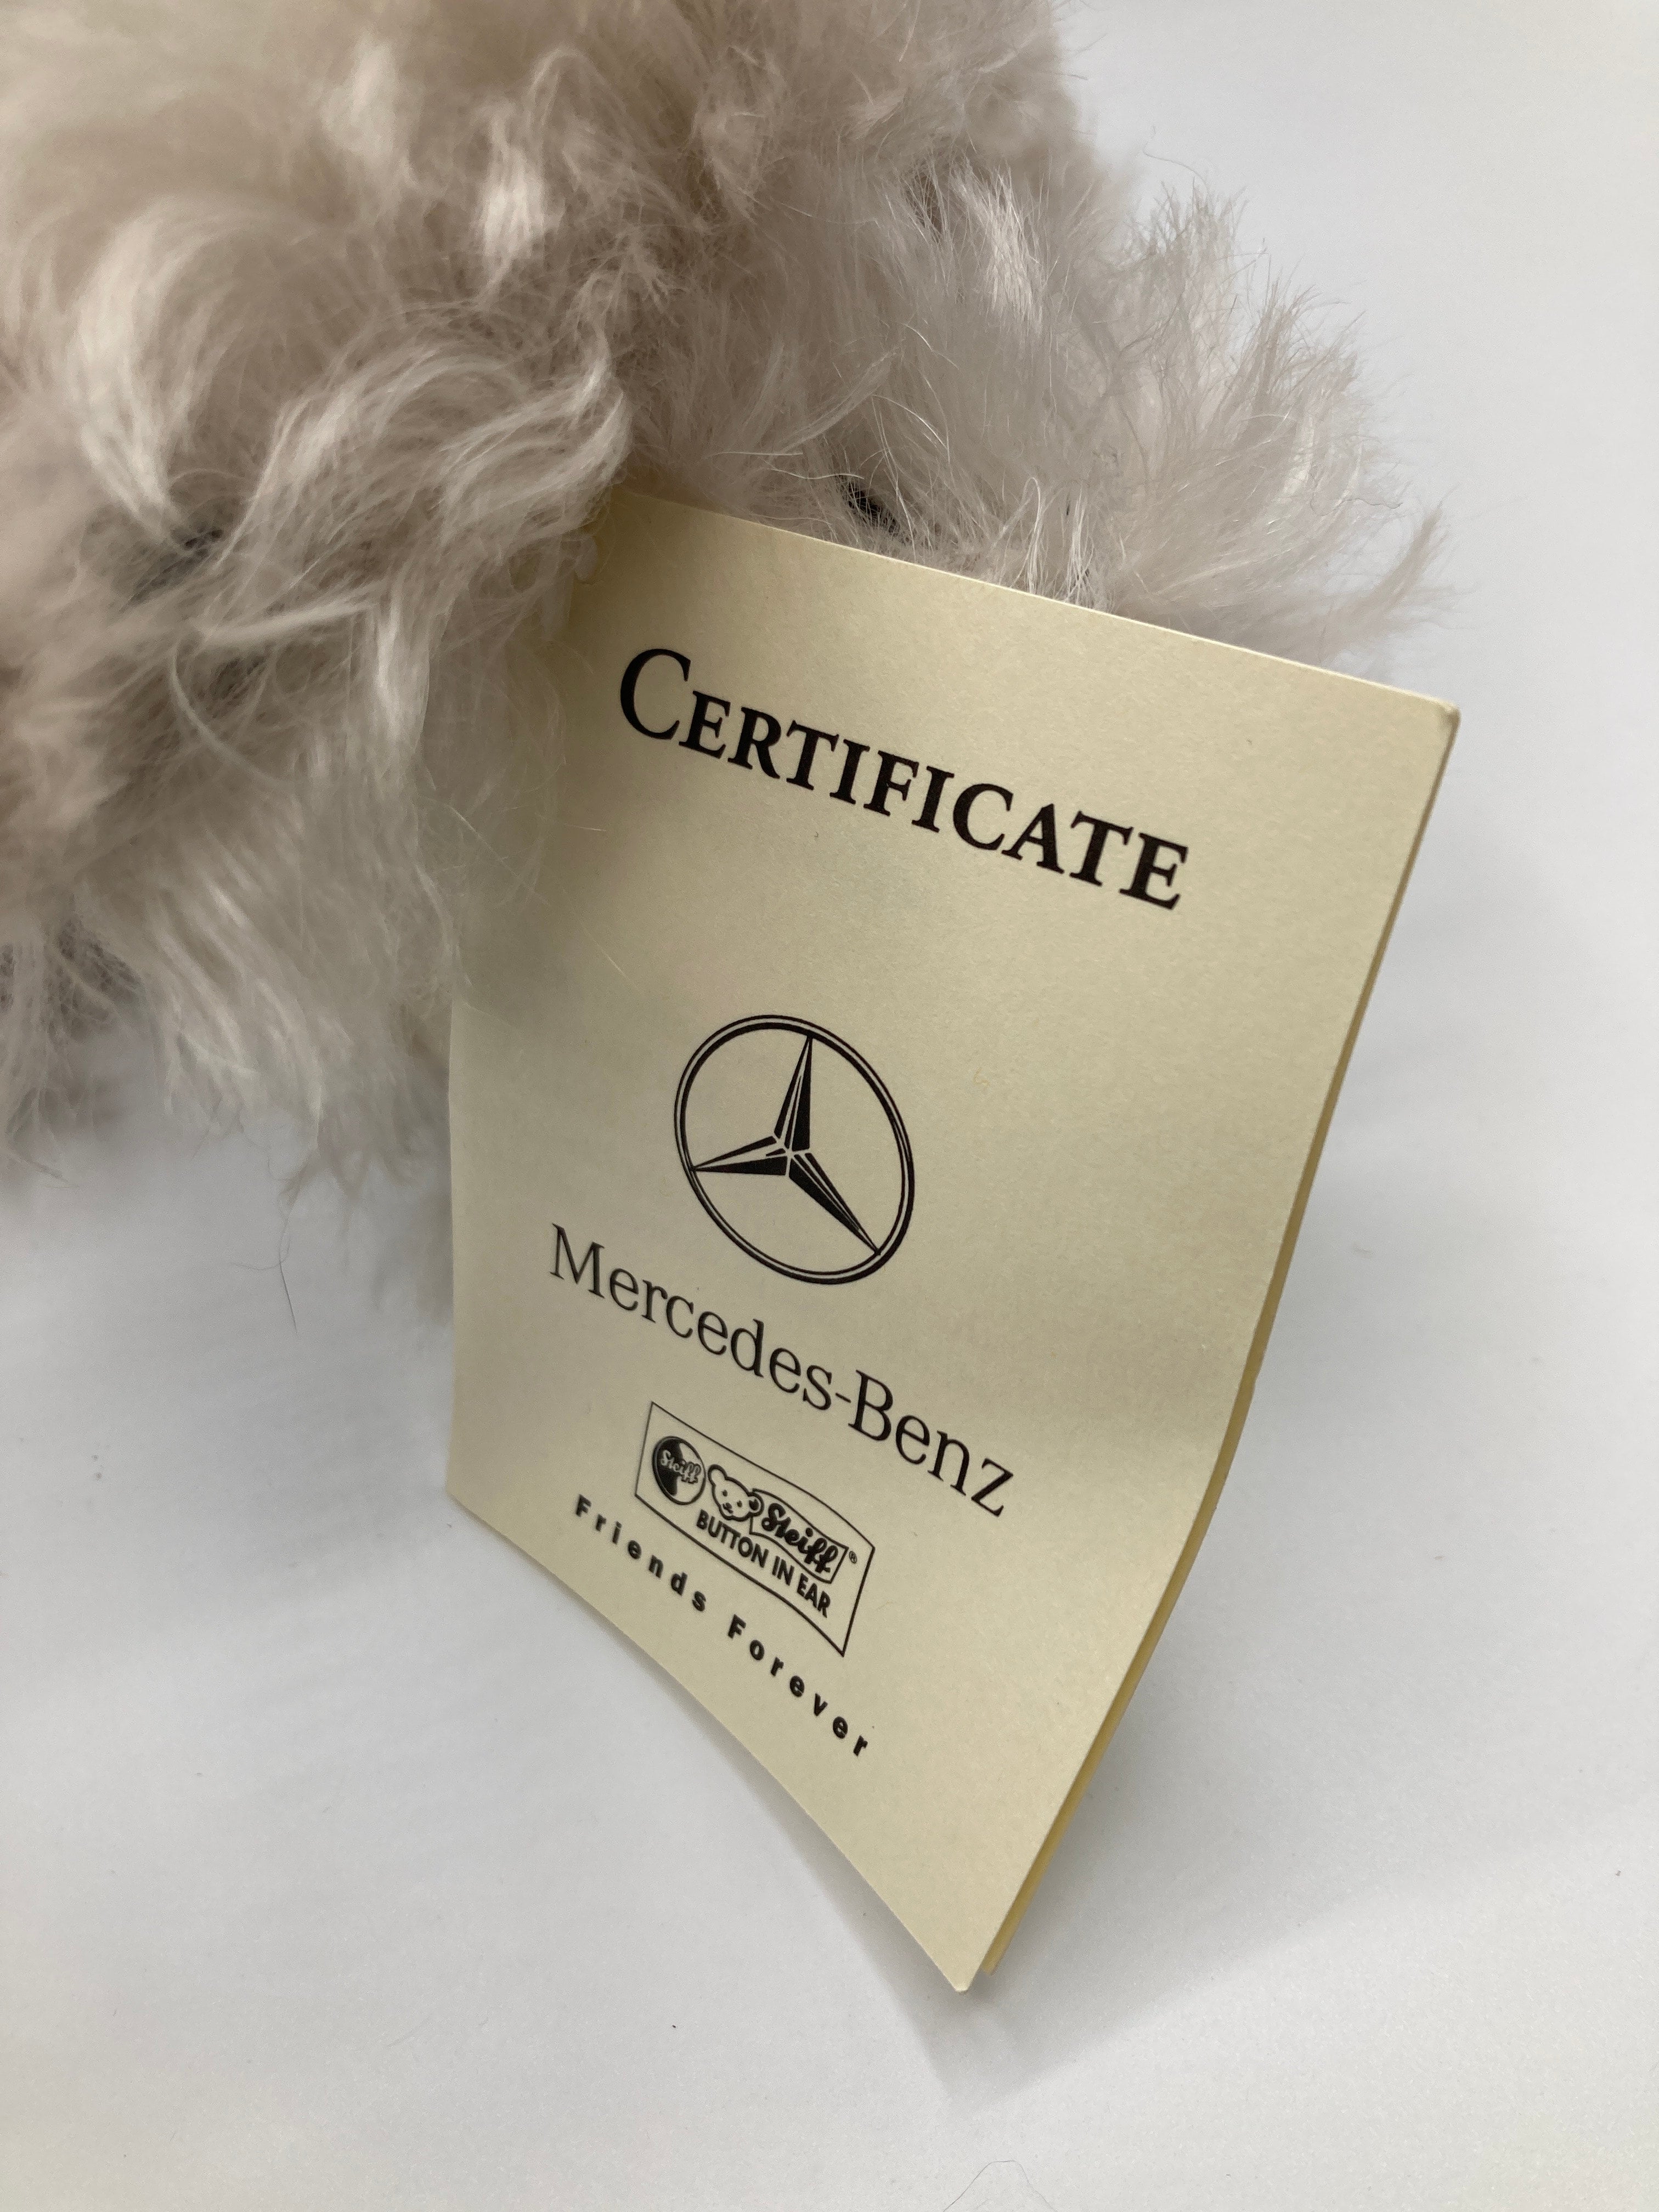 CERTIFICATE
Mercedes-Benz
Steiff
Steiff®
BUTTON IN EAR
Friends Forever